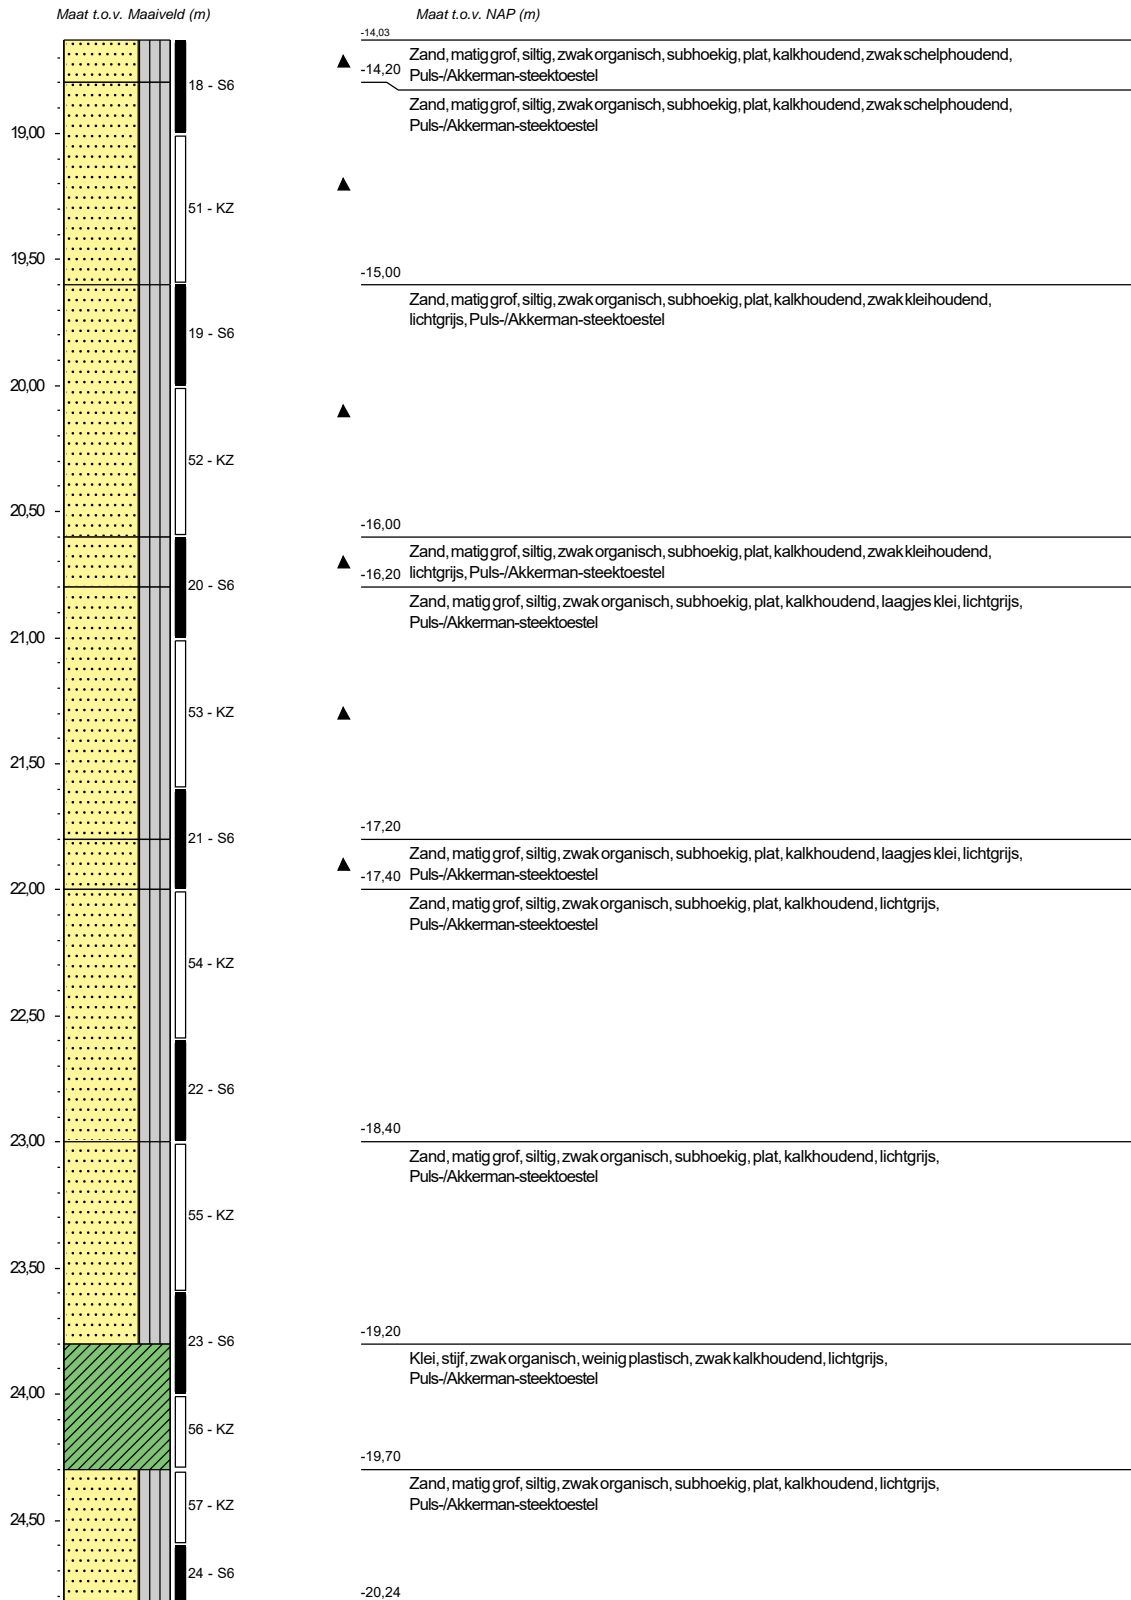 Maat t.o.v. Maaiveld (m)
Maat t.o.v. NAP (m)
-14,03
Zand, matig grof, siltig, zwak organisch, subhoekig, plat, kalkhoudend, zwak schelphoudend,
-14,20 Puls-/Akkerman-steektoestel
18 - S6
Zand, matig grof, siltig, zwak organisch, subhoekig, plat, kalkhoudend, zwak schelphoudend,
Puls-/Akkerman-steektoestel
19,00
51 - KZ
19,50
-15,00
Zand, matig grof, siltig, zwak organisch, subhoekig, plat, kalkhoudend, zwak kleihoudend,
lichtgrijs, Puls-/Akkerman-steektoestel
19 - S6
20,00
52 - KZ
20,50
-16,00
Zand, matig grof, siltig, zwak organisch, subhoekig, plat, kalkhoudend, zwak kleihoudend,
-16,20 lichtgrijs, Puls-/Akkerman-steektoestel
20 - S6
Zand, matig grof, siltig, zwak organisch, subhoekig, plat, kalkhoudend, laagjes klei, lichtgrijs,
Puls-/Akkerman-steektoestel
21,00
53 - KZ
21,50
-17,20
21 - S6
Zand, matig grof, siltig, zwak organisch, subhoekig, plat, kalkhoudend, laagjes klei, lichtgrijs,
-17,40 Puls-/Akkerman-steektoestel
22,00
Zand, matig grof, siltig, zwak organisch, subhoekig, plat, kalkhoudend, lichtgrijs,
Puls-/Akkerman-steektoestel
54 - KZ
22,50
22 - S6
-18,40
23,00
Zand, matig grof, siltig, zwak organisch, subhoekig, plat, kalkhoudend, lichtgrijs,
Puls-/Akkerman-steektoestel
55 - KZ
23,50
-19,20
23 - S6
Klei, stijf, zwak organisch, weinig plastisch, zwak kalkhoudend, lichtgrijs,
Puls-/Akkerman-steektoestel
24,00
56 - KZ
-19,70
Zand, matig grof, siltig, zwak organisch, subhoekig, plat, kalkhoudend, lichtgrijs,
Puls-/Akkerman-steektoestel
57 - KZ
24,50
24 - S6
-20,24